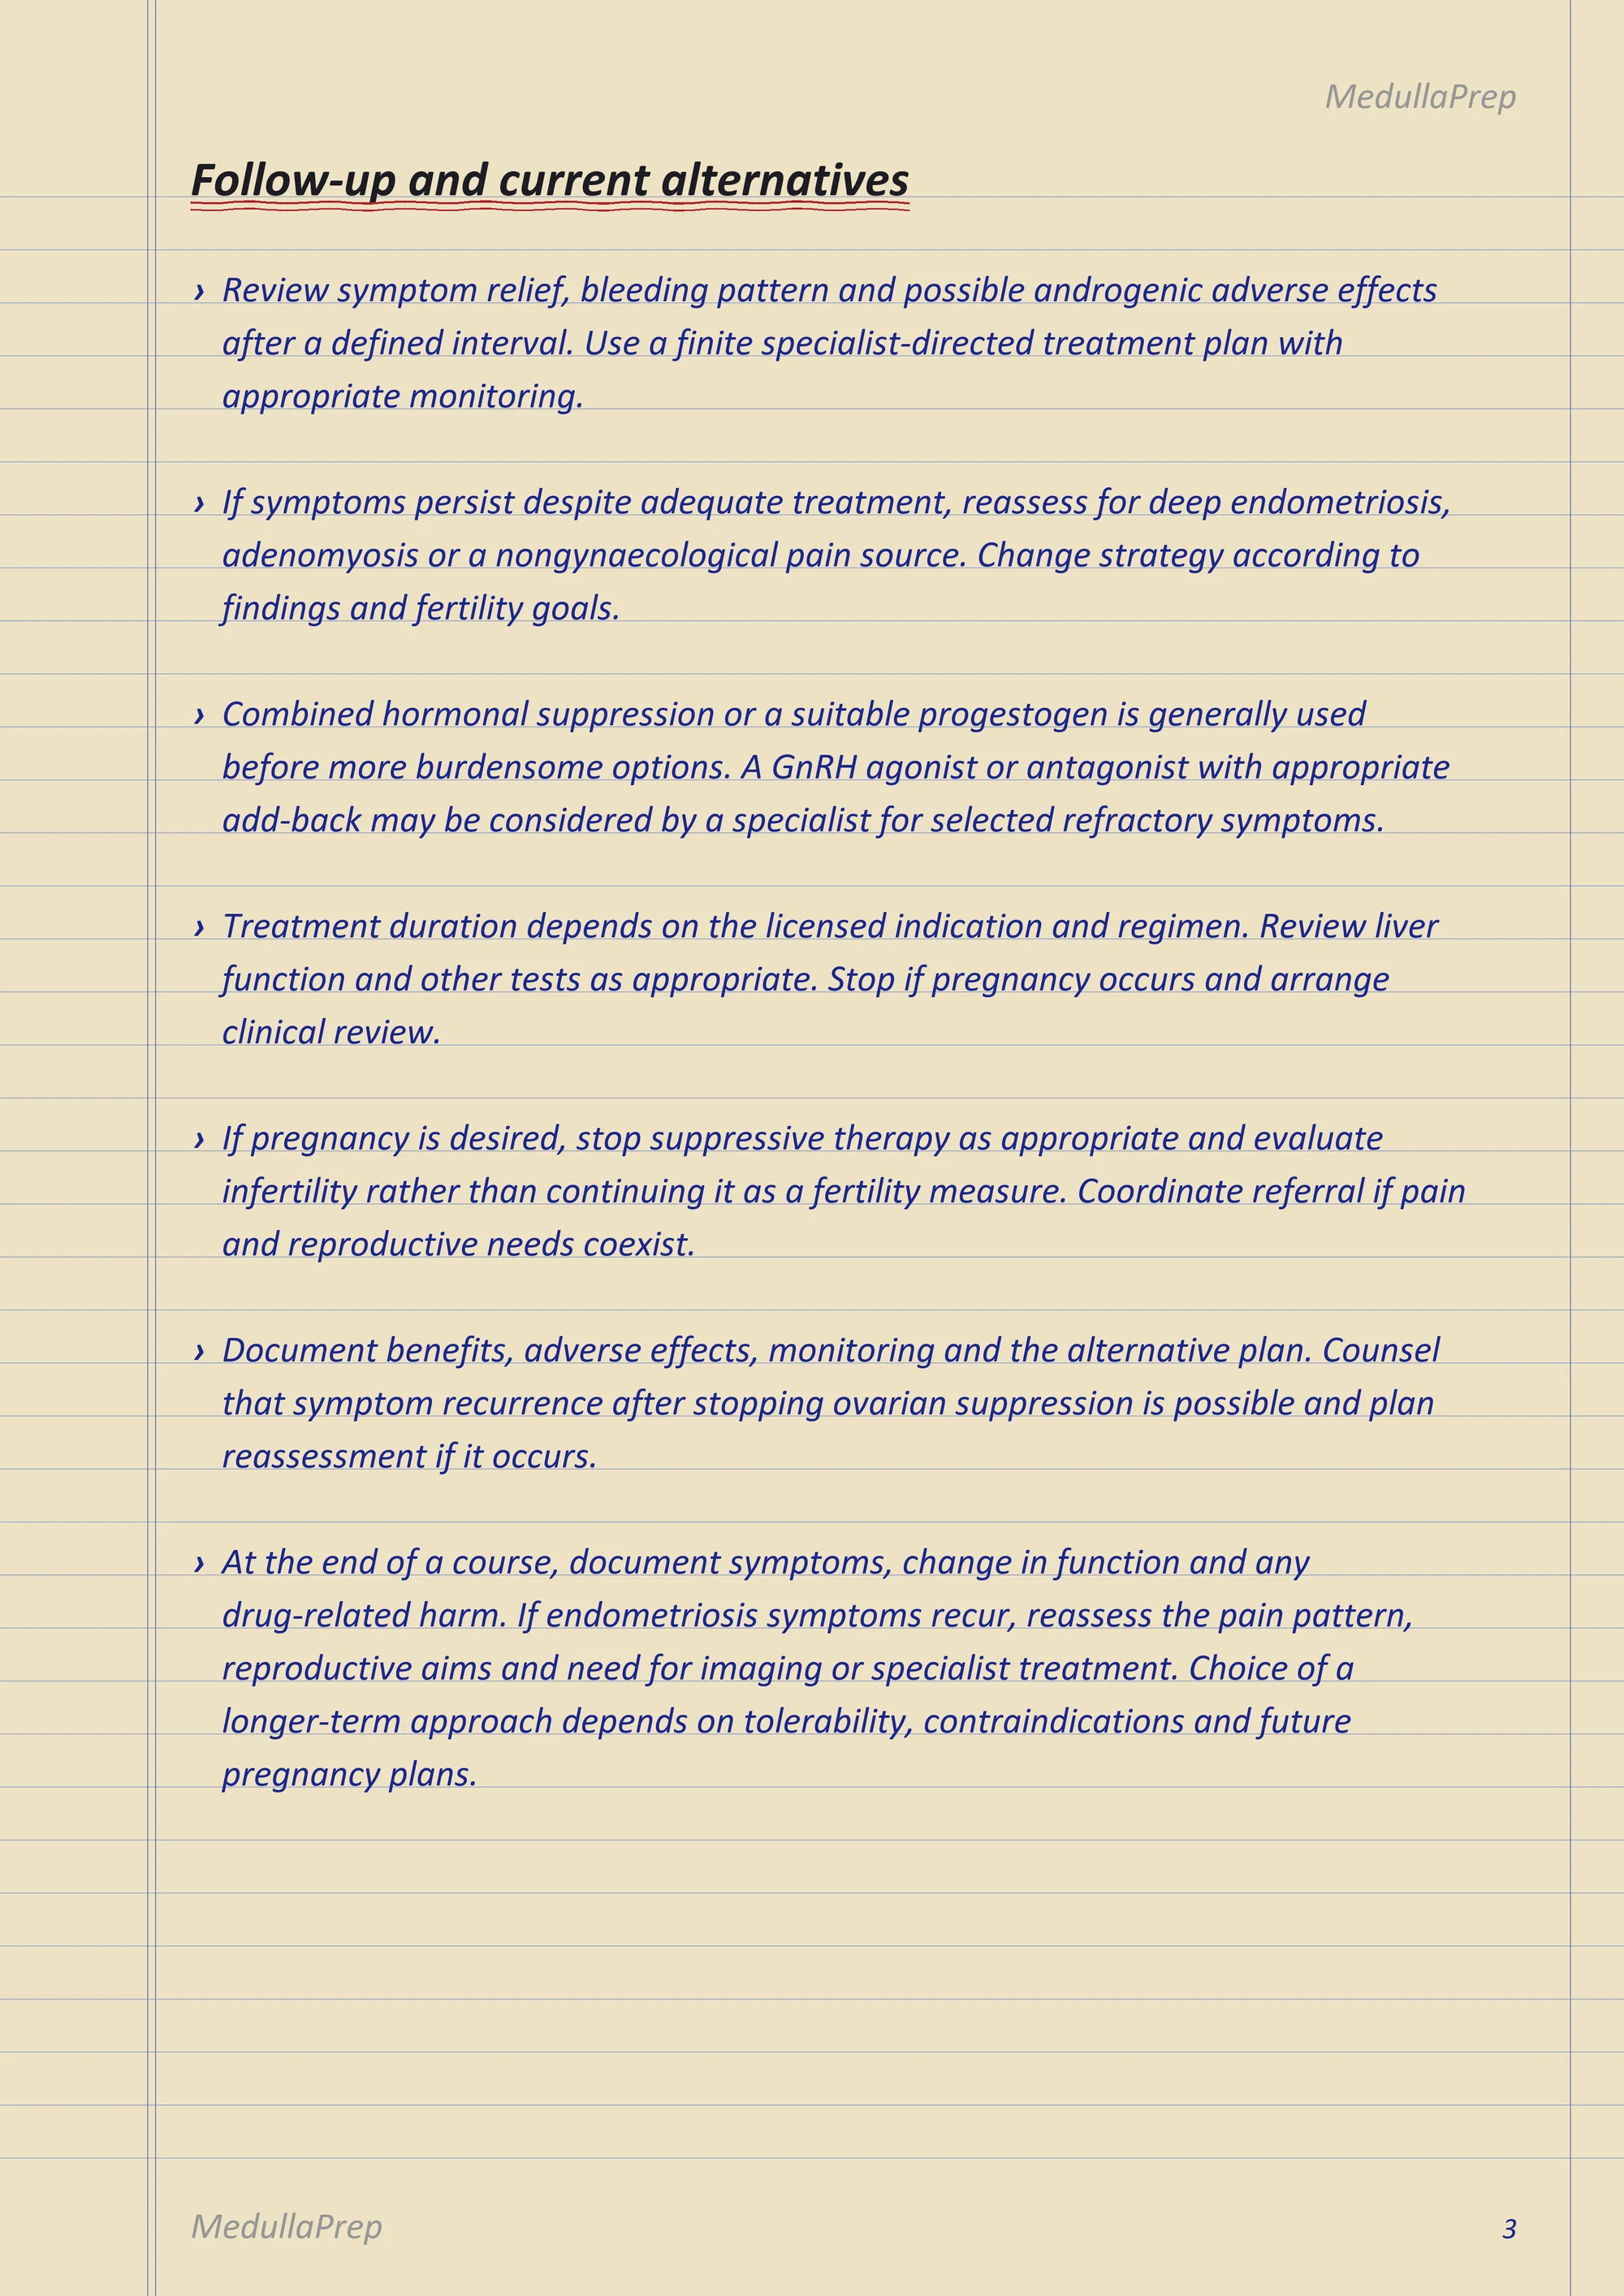 MedullaPrep
Follow-up and current alternatives
› Review symptom relief, bleeding pattern and possible androgenic adverse effects
after a defined interval. Use a finite specialist-directed treatment plan with
appropriate monitoring.
› If symptoms persist despite adequate treatment, reassess for deep endometriosis,
adenomyosis or a nongynaecological pain source. Change strategy according to
findings and fertility goals.
› Combined hormonal suppression or a suitable progestogen is generally used
before more burdensome options. A GnRH agonist or antagonist with appropriate
add-back may be considered by a specialist for selected refractory symptoms.
› Treatment duration depends on the licensed indication and regimen. Review liver
function and other tests as appropriate. Stop if pregnancy occurs and arrange
clinical review.
› If pregnancy is desired, stop suppressive therapy as appropriate and evaluate
infertility rather than continuing it as a fertility measure. Coordinate referral if pain
and reproductive needs coexist.
› Document benefits, adverse effects, monitoring and the alternative plan. Counsel
that symptom recurrence after stopping ovarian suppression is possible and plan
reassessment if it occurs.
› At the end of a course, document symptoms, change in function and any
drug-related harm. If endometriosis symptoms recur, reassess the pain pattern,
reproductive aims and need for imaging or specialist treatment. Choice of a
longer-term approach depends on tolerability, contraindications and future
pregnancy plans.
MedullaPrep
3